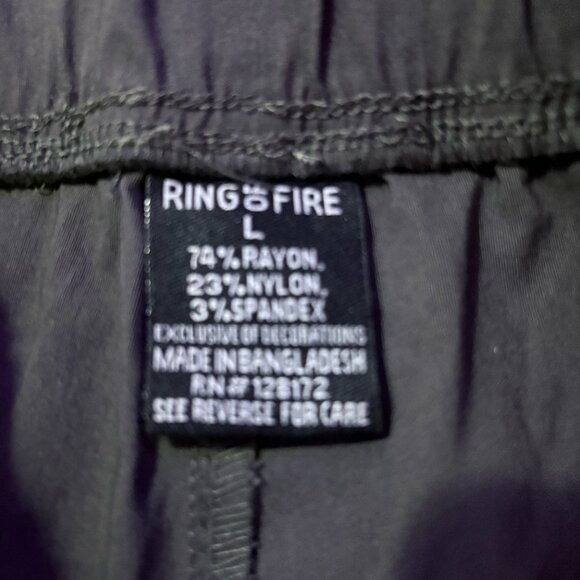 RING OF FIRE
L
74% RAYON,
23% NYLON,
3% SPANDEX
EXCLUSIVE OF DECORATIONS
MADE IN BANGLADESH
RN# 128172
SEE REVERSE FOR CARE